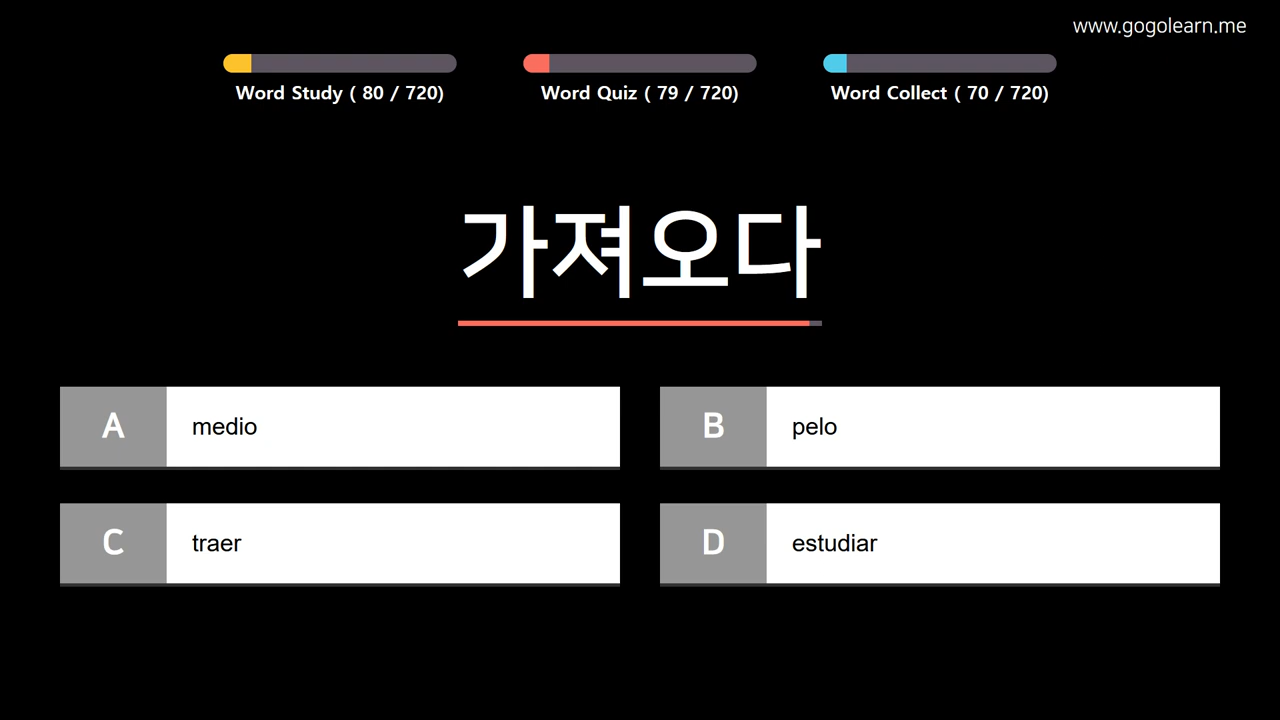 www.gogolearn.me
Word Study ( 80 / 720)
Word Quiz ( 79 / 720)
Word Collect ( 70 / 720)
가져오다
A medio
B pelo
C traer
D estudiar